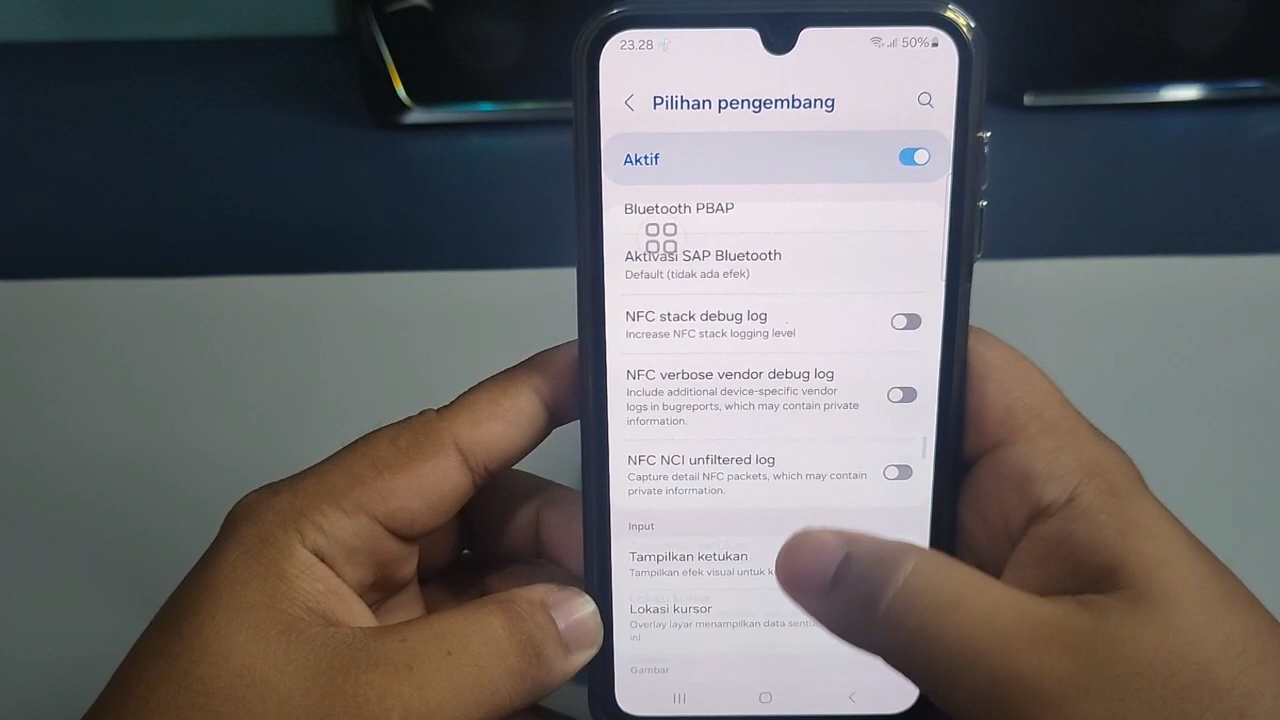 23.28
50%
Pilihan pengembang
Aktif
Bluetooth PBAP
Aktivasi SAP Bluetooth
Default (tidak ada efek)
NFC stack debug log
Increase NFC stack logging level
NFC verbose vendor debug log
Include additional device-specific vendor
logs in bugreports, which may contain private
information.
NFC NCI unfiltered log
Capture detail NFC packets, which may contain
private information.
Input
Tampilkan ketukan
Tampilkan efek visual untuk
Lokasi kursor
Overlay layar menampilkan data
ini
Gambar